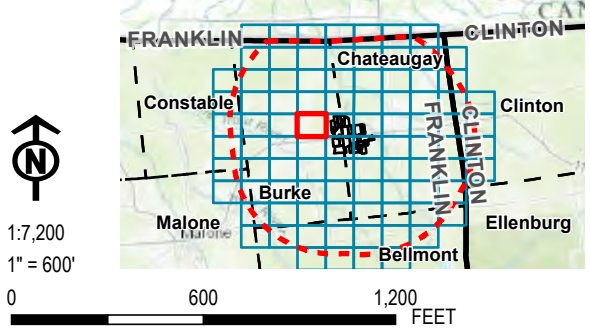 CAN
FRANKLIN
CLINTON
Chateaugay
Constable
Clinton
FRANKLIN
CLINTON
Burke
Malone
Malone
Ellenburg
Bellmont
N
1:7,200
1" = 600'
0 600 1,200
FEET